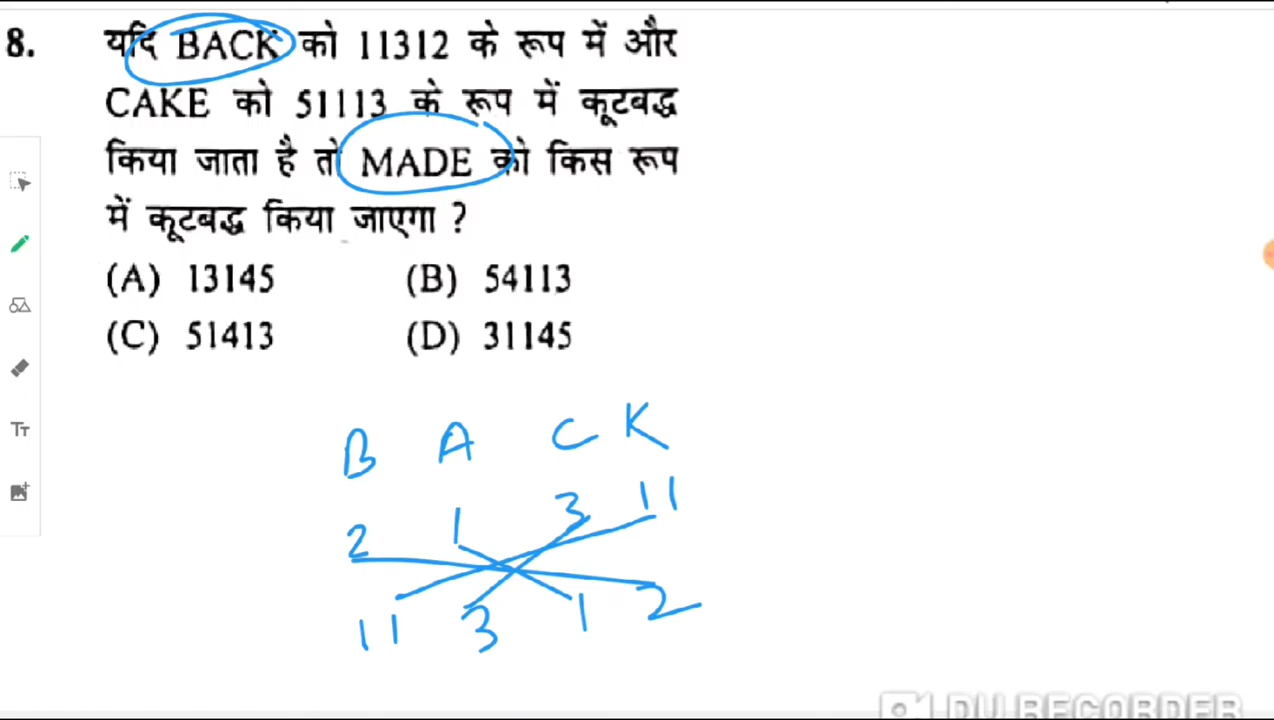 8. यदि BACK को 11312 के रूप में और
CAKE को 51113 के रूप में कूटबद्ध
किया जाता है तो MADE को किस रूप
में कूटबद्ध किया जाएगा ?
(A) 13145 (B) 54113
(C) 51413 (D) 31145
B A C K
2 1 3 11
11 3 1 2
Tт
DU RECORDER